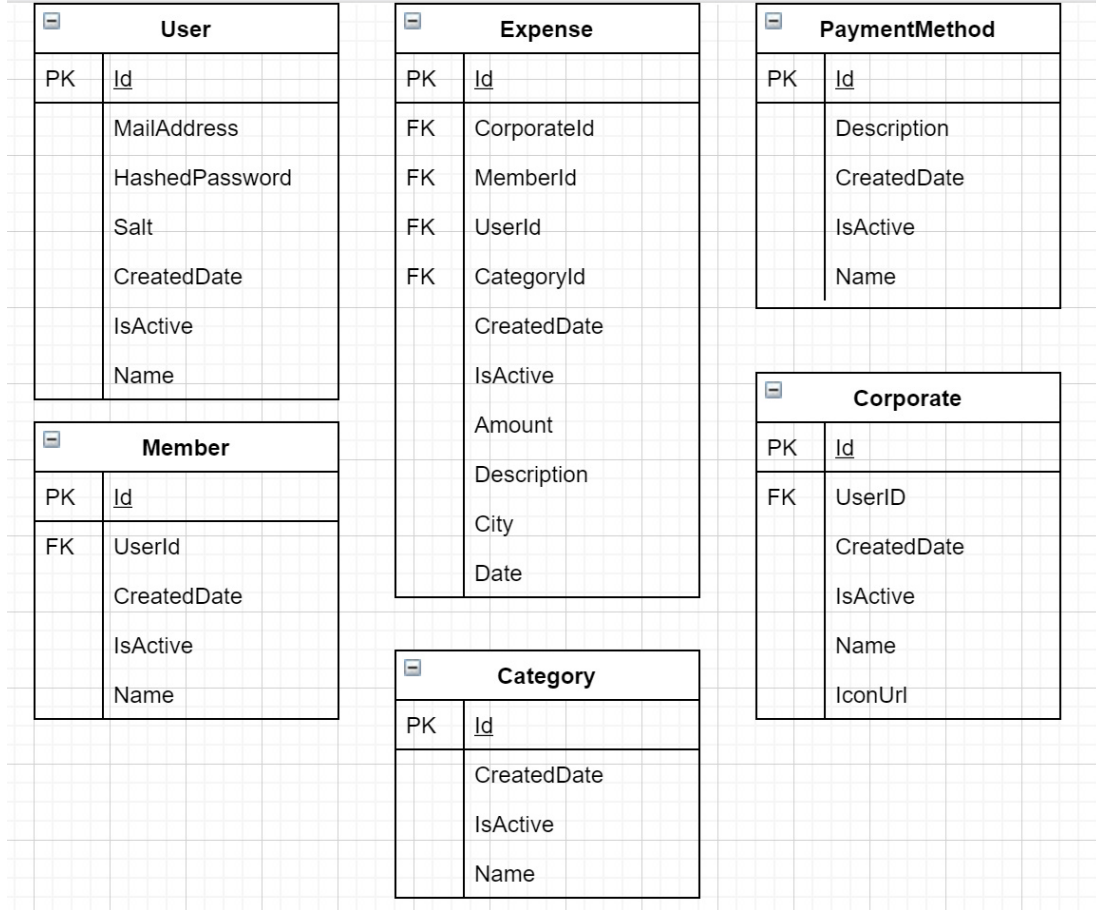 User
PK Id
MailAddress
HashedPassword
Salt
CreatedDate
IsActive
Name
Member
PK Id
FK UserId
CreatedDate
IsActive
Name
Expense
PK Id
FK CorporateId
FK MemberId
FK UserId
FK CategoryId
CreatedDate
IsActive
Amount
Description
City
Date
Category
PK Id
CreatedDate
IsActive
Name
PaymentMethod
PK Id
Description
CreatedDate
IsActive
Name
Corporate
PK Id
FK UserID
CreatedDate
IsActive
Name
IconUrl